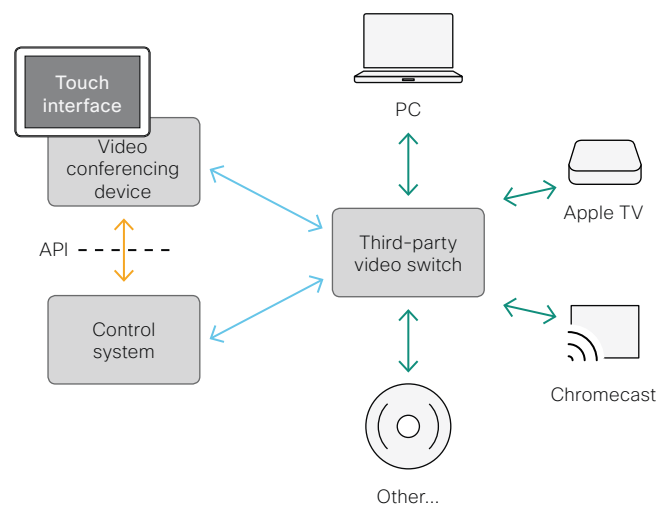 Touch
interface
Video
conferencing
device
API
Control
system
PC
Third-party
video switch
Apple TV
Chromecast
Other...